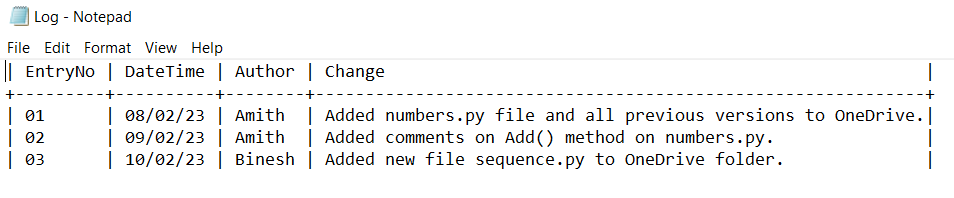 Log - Notepad
File Edit Format View Help
| EntryNo | DateTime | Author | Change |
+---------+----------+--------+-------------------------------------------------------------+
| 01 | 08/02/23 | Amith | Added numbers.py file and all previous versions to OneDrive.|
| 02 | 09/02/23 | Amith | Added comments on Add() method on numbers.py. |
| 03 | 10/02/23 | Binesh | Added new file sequence.py to OneDrive folder. |